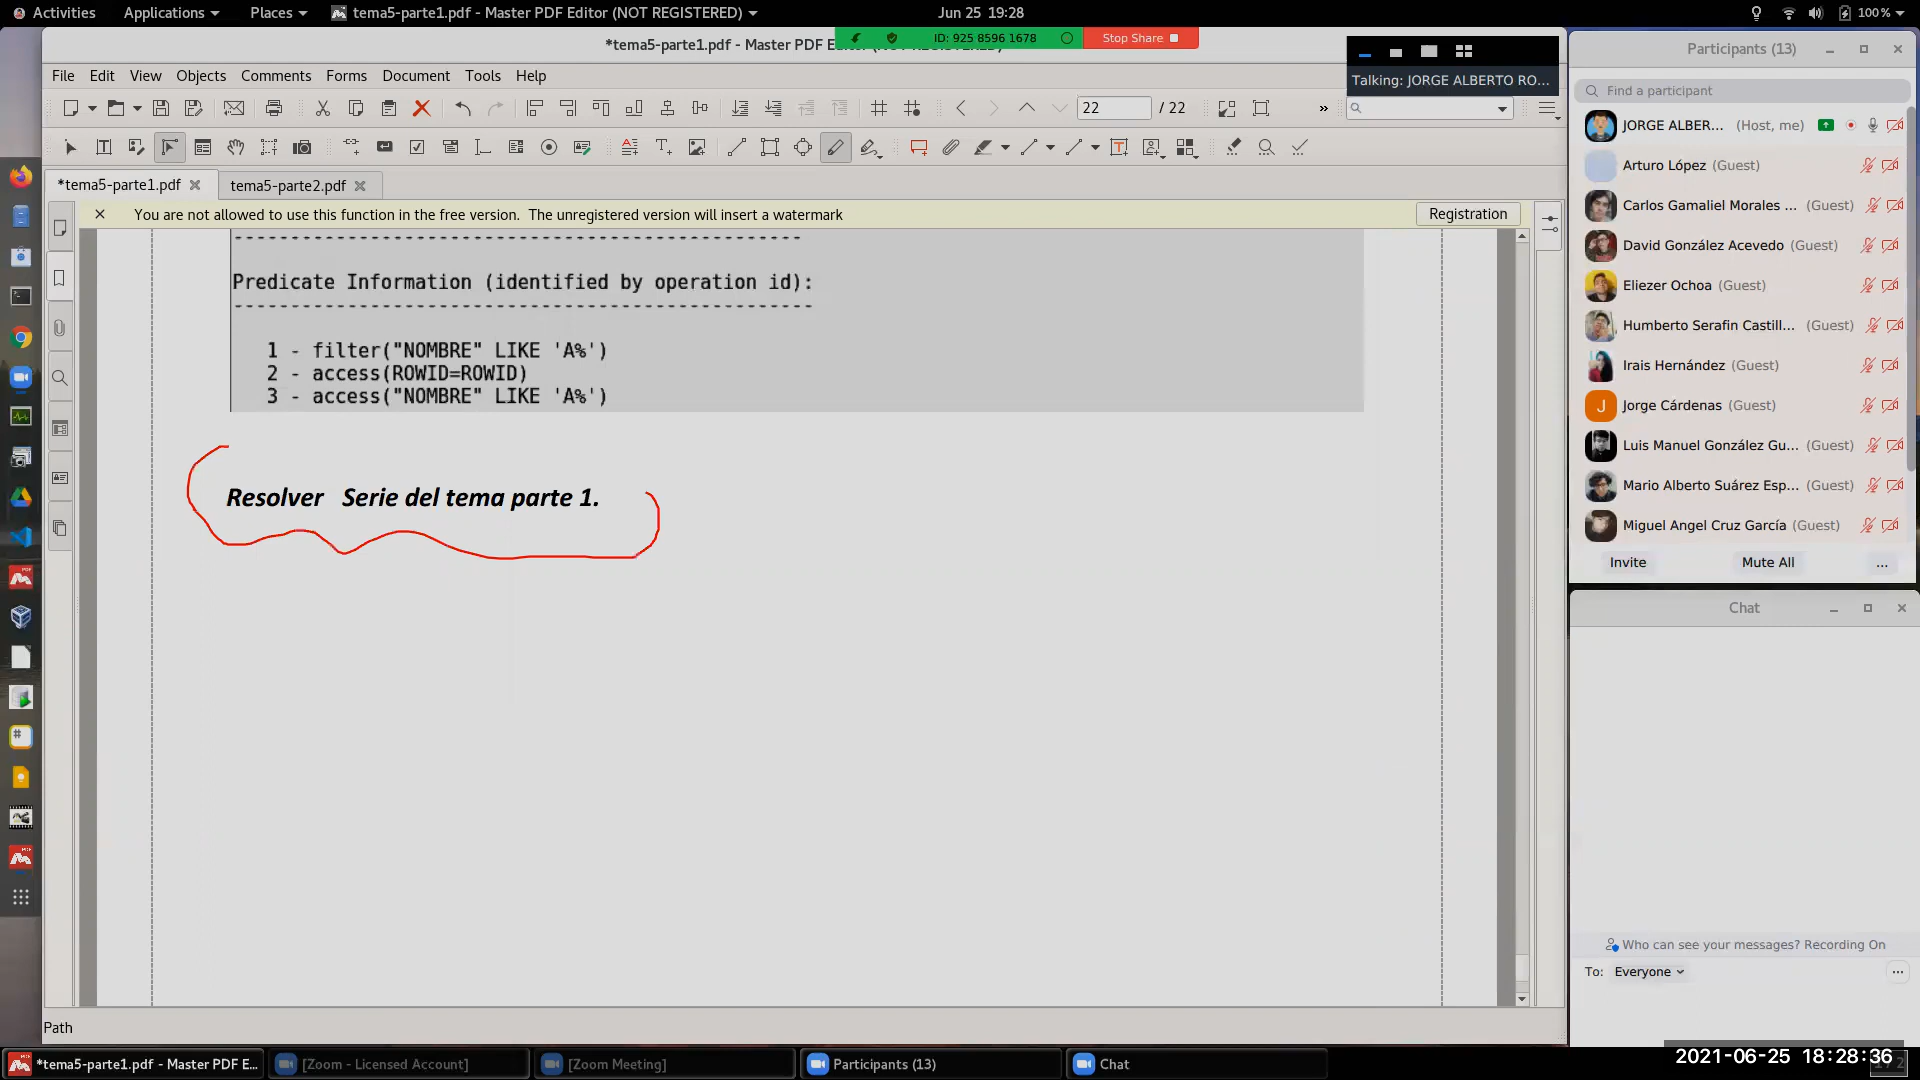 Activities Applications Places tema5-parte1.pdf - Master PDF Editor (NOT REGISTERED) Jun 25 19:28 100%
*tema5-parte1.pdf - Master PDF
ID: 925 8596 1678 Stop Share
File Edit View Objects Comments Forms Document Tools Help
Talking: JORGE ALBERTO RO...
22 / 22
*tema5-parte1.pdf tema5-parte2.pdf
You are not allowed to use this function in the free version. The unregistered version will insert a watermark
Registration
Predicate Information (identified by operation id):
1 - filter("NOMBRE" LIKE 'A%')
2 - access(ROWID=ROWID)
3 - access("NOMBRE" LIKE 'A%')
Resolver Serie del tema parte 1.
Path
Participants (13)
Find a participant
JORGE ALBER... (Host, me)
Arturo López (Guest)
Carlos Gamaliel Morales ... (Guest)
David González Acevedo (Guest)
Eliezer Ochoa (Guest)
Humberto Serafin Castill... (Guest)
Irais Hernández (Guest)
J Jorge Cárdenas (Guest)
Luis Manuel González Gu... (Guest)
Mario Alberto Suárez Esp... (Guest)
Miguel Angel Cruz García (Guest)
Invite Mute All ...
Chat
Who can see your messages? Recording On
To: Everyone
*tema5-parte1.pdf - Master PDF E... [Zoom - Licensed Account] [Zoom Meeting] Participants (13) Chat
2021-06-25 18:28:36